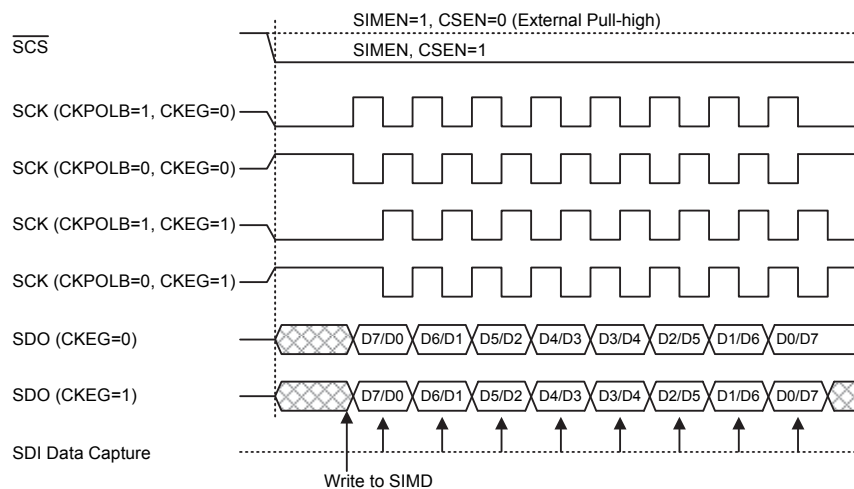 SIMEN=1, CSEN=0 (External Pull-high)
SCS
SIMEN, CSEN=1
SCK (CKPOLB=1, CKEG=0)
SCK (CKPOLB=0, CKEG=0)
SCK (CKPOLB=1, CKEG=1)
SCK (CKPOLB=0, CKEG=1)
SDO (CKEG=0) D7/D0 D6/D1 D5/D2 D4/D3 D3/D4 D2/D5 D1/D6 D0/D7
SDO (CKEG=1) D7/D0 D6/D1 D5/D2 D4/D3 D3/D4 D2/D5 D1/D6 D0/D7
SDI Data Capture
Write to SIMD